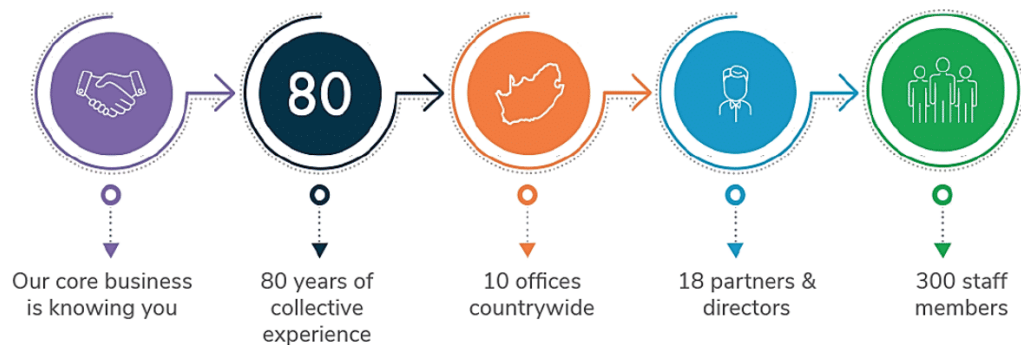 80
Our core business
is knowing you
80 years of
collective
experience
10 offices
countrywide
18 partners &
directors
300 staff
members